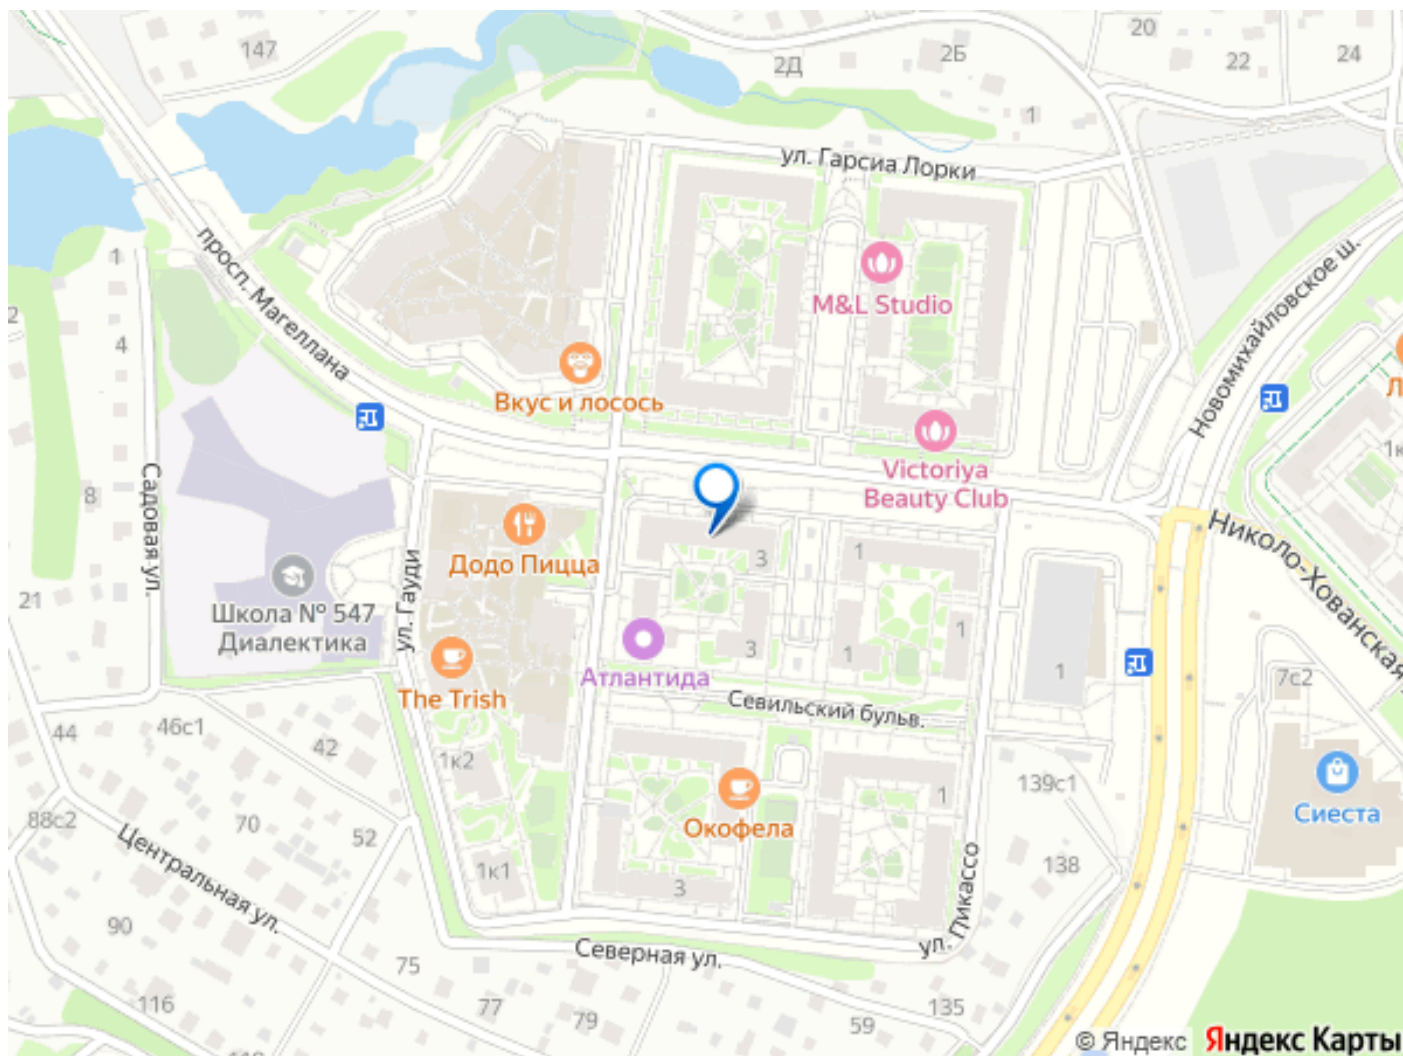 147
2Д
2Б
20
22
24
1
ул. Гарсиа Лорки
просп. Магеллана
M&L Studio
Новомихайловское ш.
1
2
4
Вкус и лосось
Л
1к
Victoriya
Beauty Club
Садовая ул.
8
Николо-Хованская
Додо Пицца
3
1
ул. Гауди
Школа № 547
Диалектика
21
1
3
1
1
Атлантида
The Trish
7с2
Севильский бульв.
46с1
44
42
1к2
139с1
1
Сиеста
Окофела
88с2
70
52
Центральная ул.
1к1
3
138
ул. Пикассо
90
Северная ул.
75
116
77
79
59
135
© Яндекс Яндекс Карты